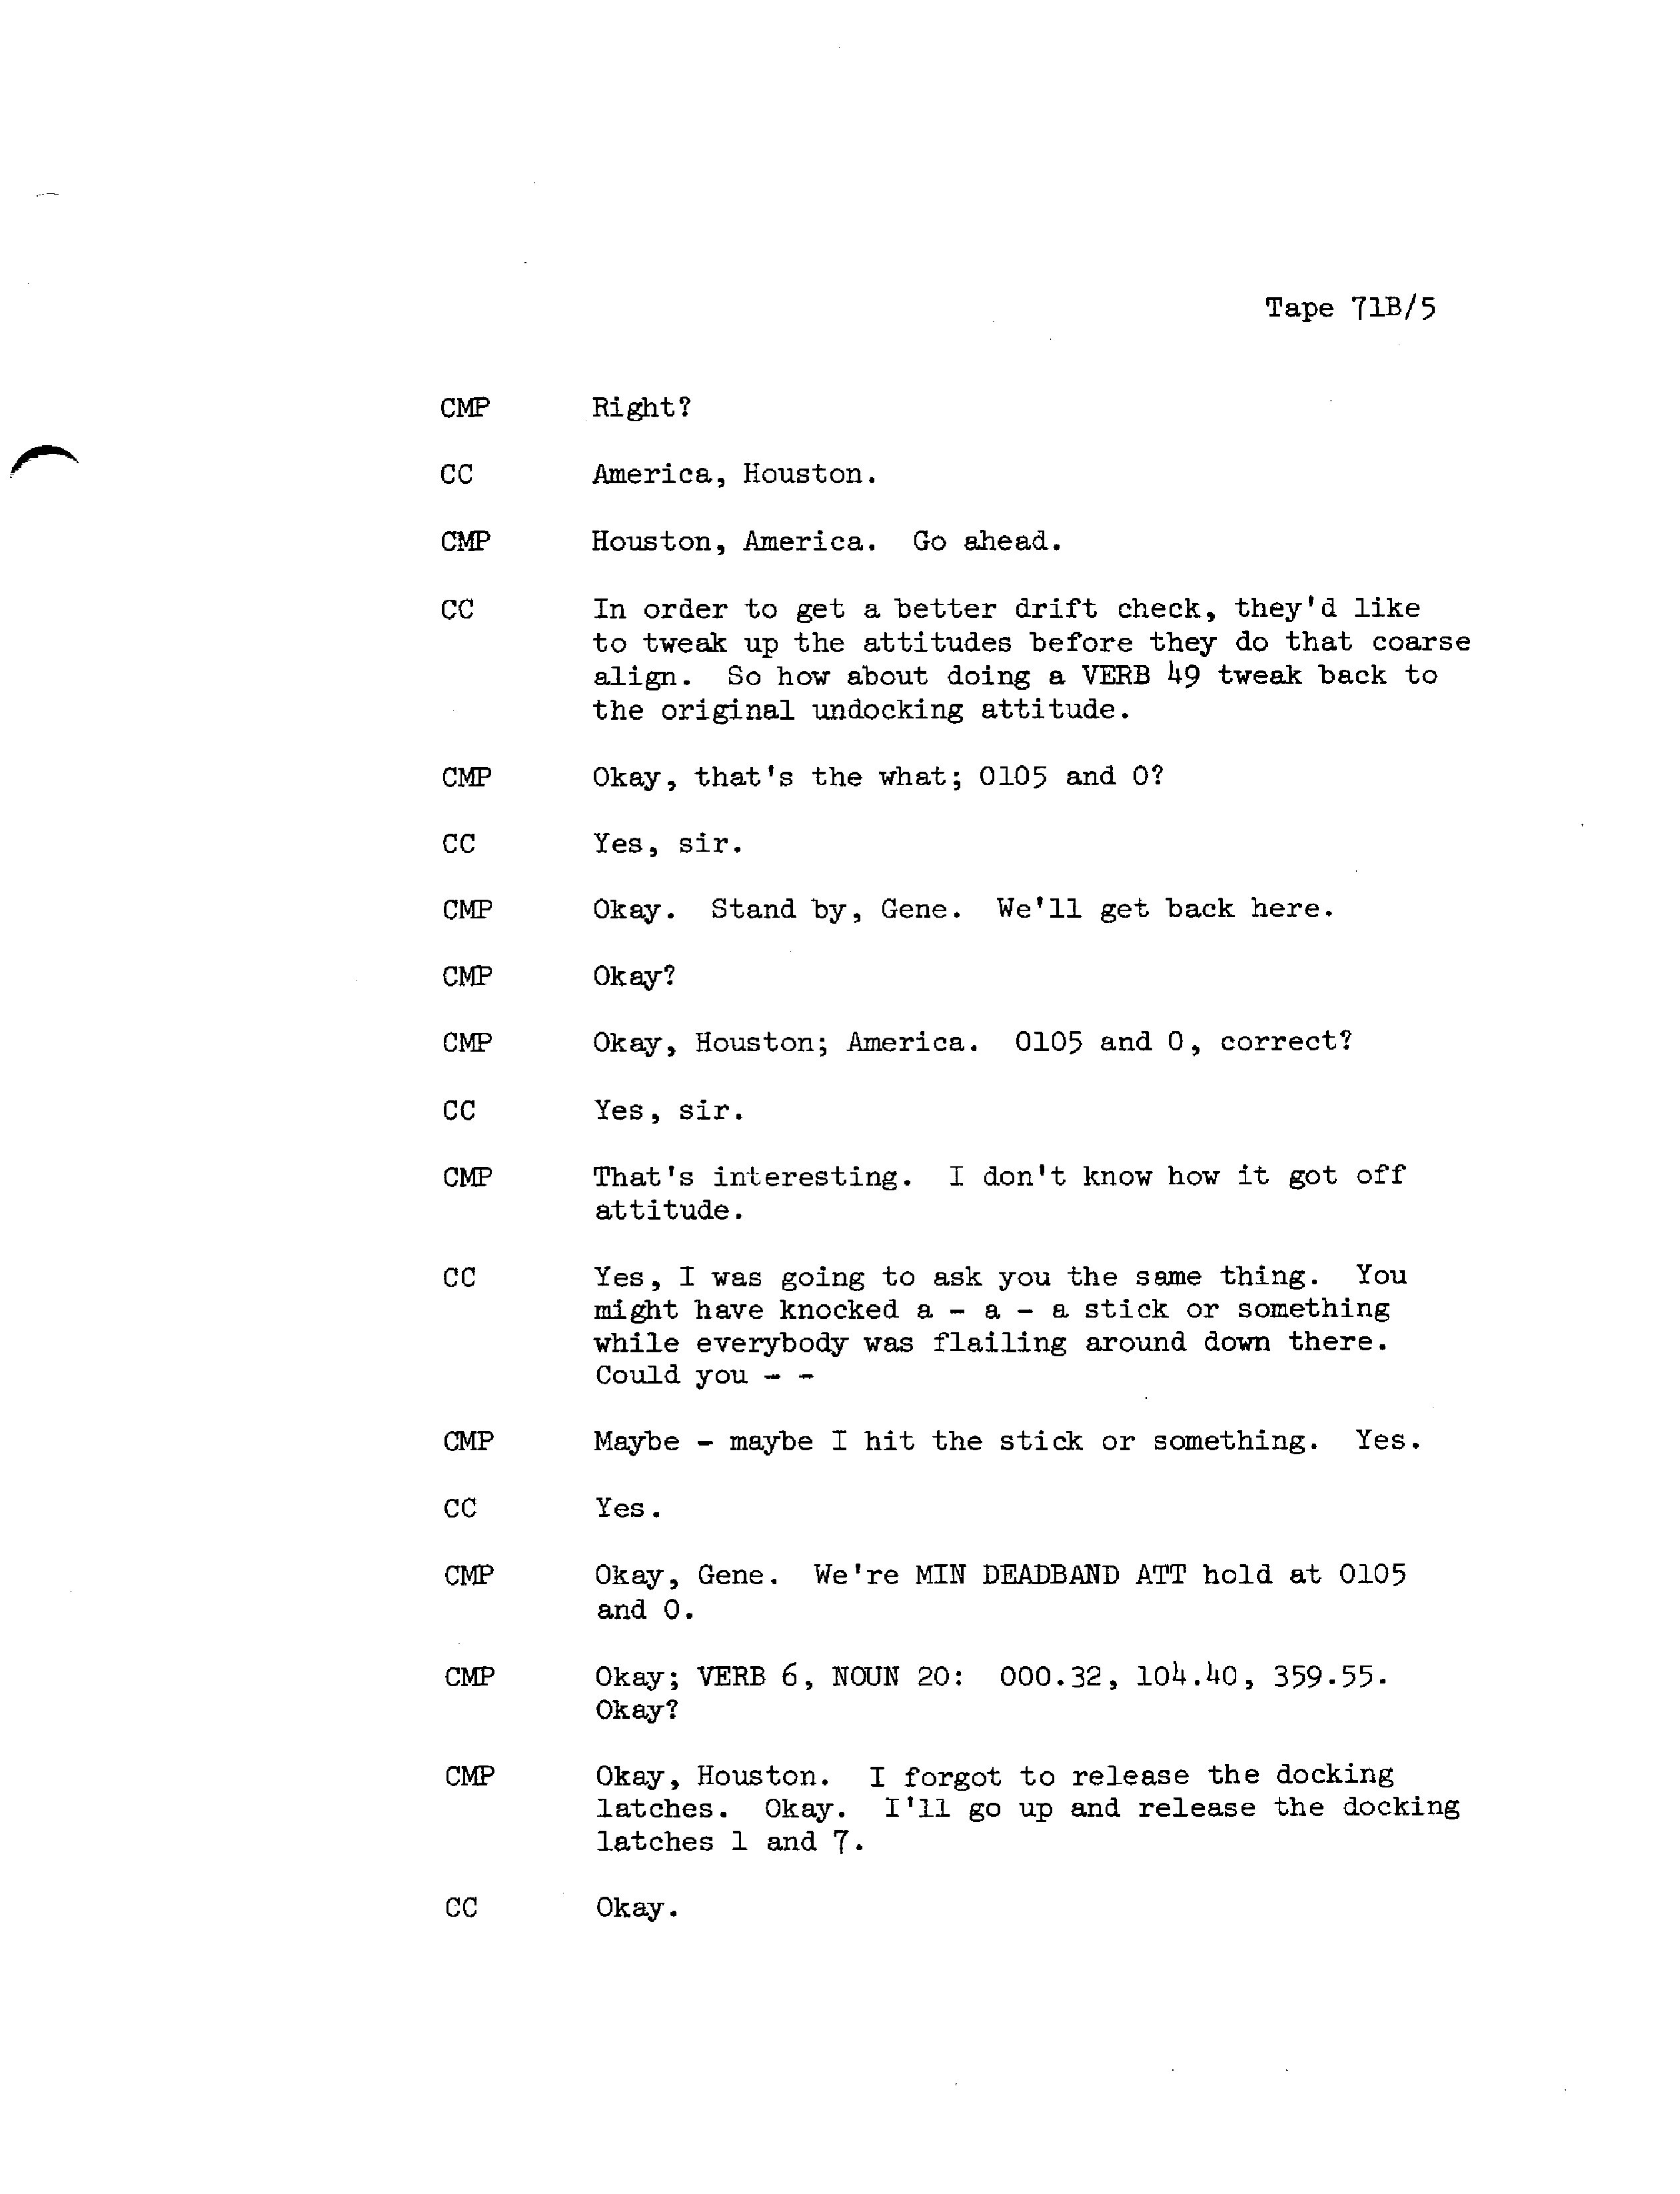 Tape 71B/5
CMP Right?
CC America, Houston.
CMP Houston, America. Go ahead.
CC In order to get a better drift check, they'd like
to tweak up the attitudes before they do that coarse
align. So how about doing a VERB 49 tweak back to
the original undocking attitude.
CMP Okay, that's the what; 0105 and 0?
CC Yes, sir.
CMP Okay. Stand by, Gene. We'll get back here.
CMP Okay?
CMP Okay, Houston; America. 0105 and 0, correct?
CC Yes, sir.
CMP That's interesting. I don't know how it got off
attitude.
CC Yes, I was going to ask you the same thing. You
might have knocked a - a - a stick or something
while everybody was flailing around down there.
Could you - -
CMP Maybe - maybe I hit the stick or something. Yes.
CC Yes.
CMP Okay, Gene. We're MIN DEADBAND ATT hold at 0105
and 0.
CMP Okay; VERB 6, NOUN 20: 000.32, 104.40, 359.55.
Okay?
CMP Okay, Houston. I forgot to release the docking
latches. Okay. I'll go up and release the docking
latches 1 and 7.
CC Okay.